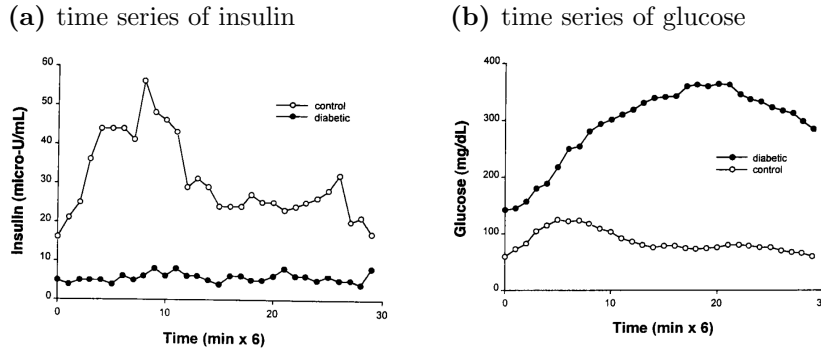 (a) time series of insulin
60
50
40
30
20
10
0
Insulin (micro-U/mL)
control
diabetic
0 10 20 30
Time (min x 6)
(b) time series of glucose
400
300
200
100
0
Glucose (mg/dL)
diabetic
control
0 10 20 30
Time (min x 6)